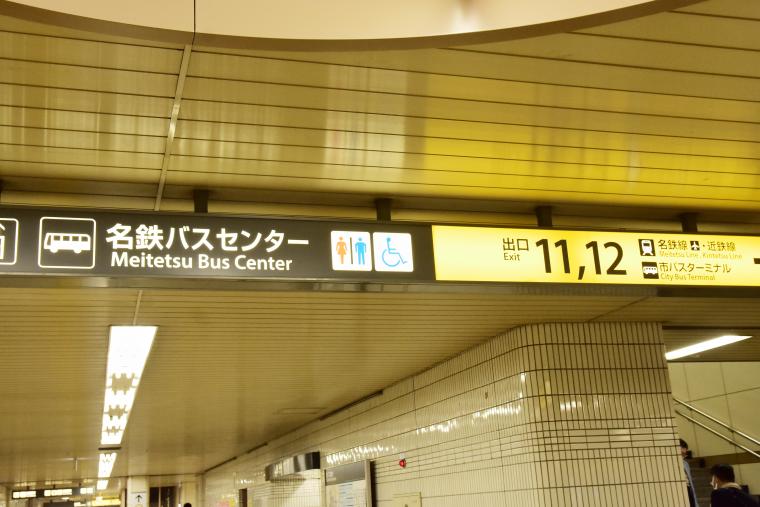 名鉄バスセンター
Meitetsu Bus Center
出口
Exit
11,12
名鉄線・近鉄線
Meitetsu Line, Kintetsu Line
市バスターミナル
City Bus Terminal